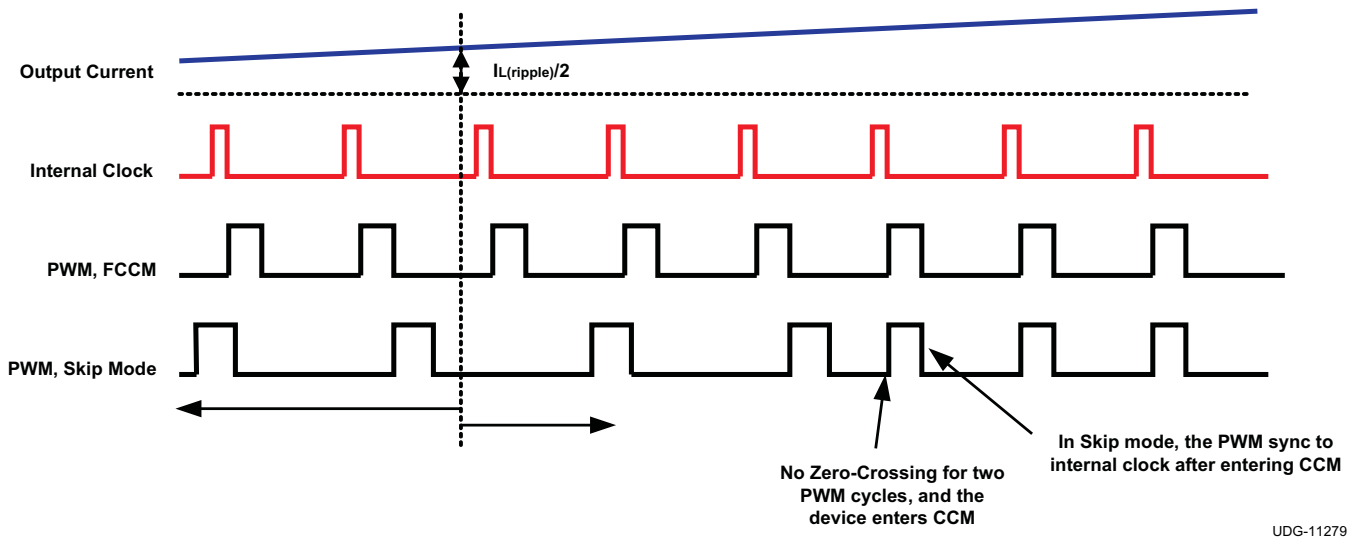 Output Current
IL(ripple)/2
Internal Clock
PWM, FCCM
PWM, Skip Mode
No Zero-Crossing for two
PWM cycles, and the
device enters CCM
In Skip mode, the PWM sync to
internal clock after entering CCM
UDG-11279